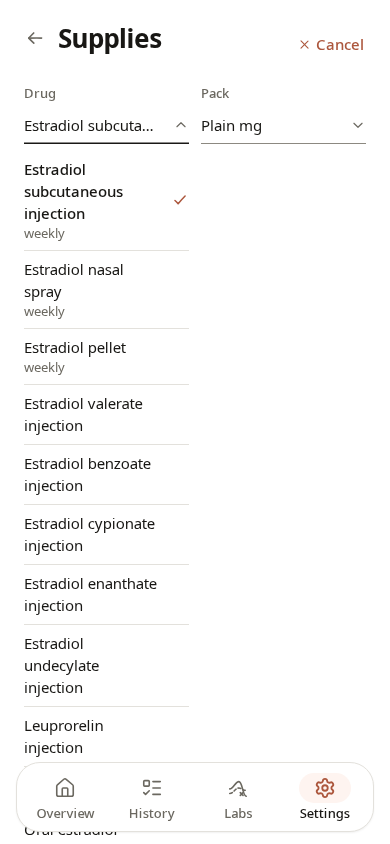 Supplies
Cancel
Drug
Pack
Estradiol subcuta...
Plain mg
Estradiol
subcutaneous
injection
weekly
Estradiol nasal
spray
weekly
Estradiol pellet
weekly
Estradiol valerate
injection
Estradiol benzoate
injection
Estradiol cypionate
injection
Estradiol enanthate
injection
Estradiol
undecylate
injection
Leuprorelin
injection
Overview
History
Labs
Settings
Oral estradiol